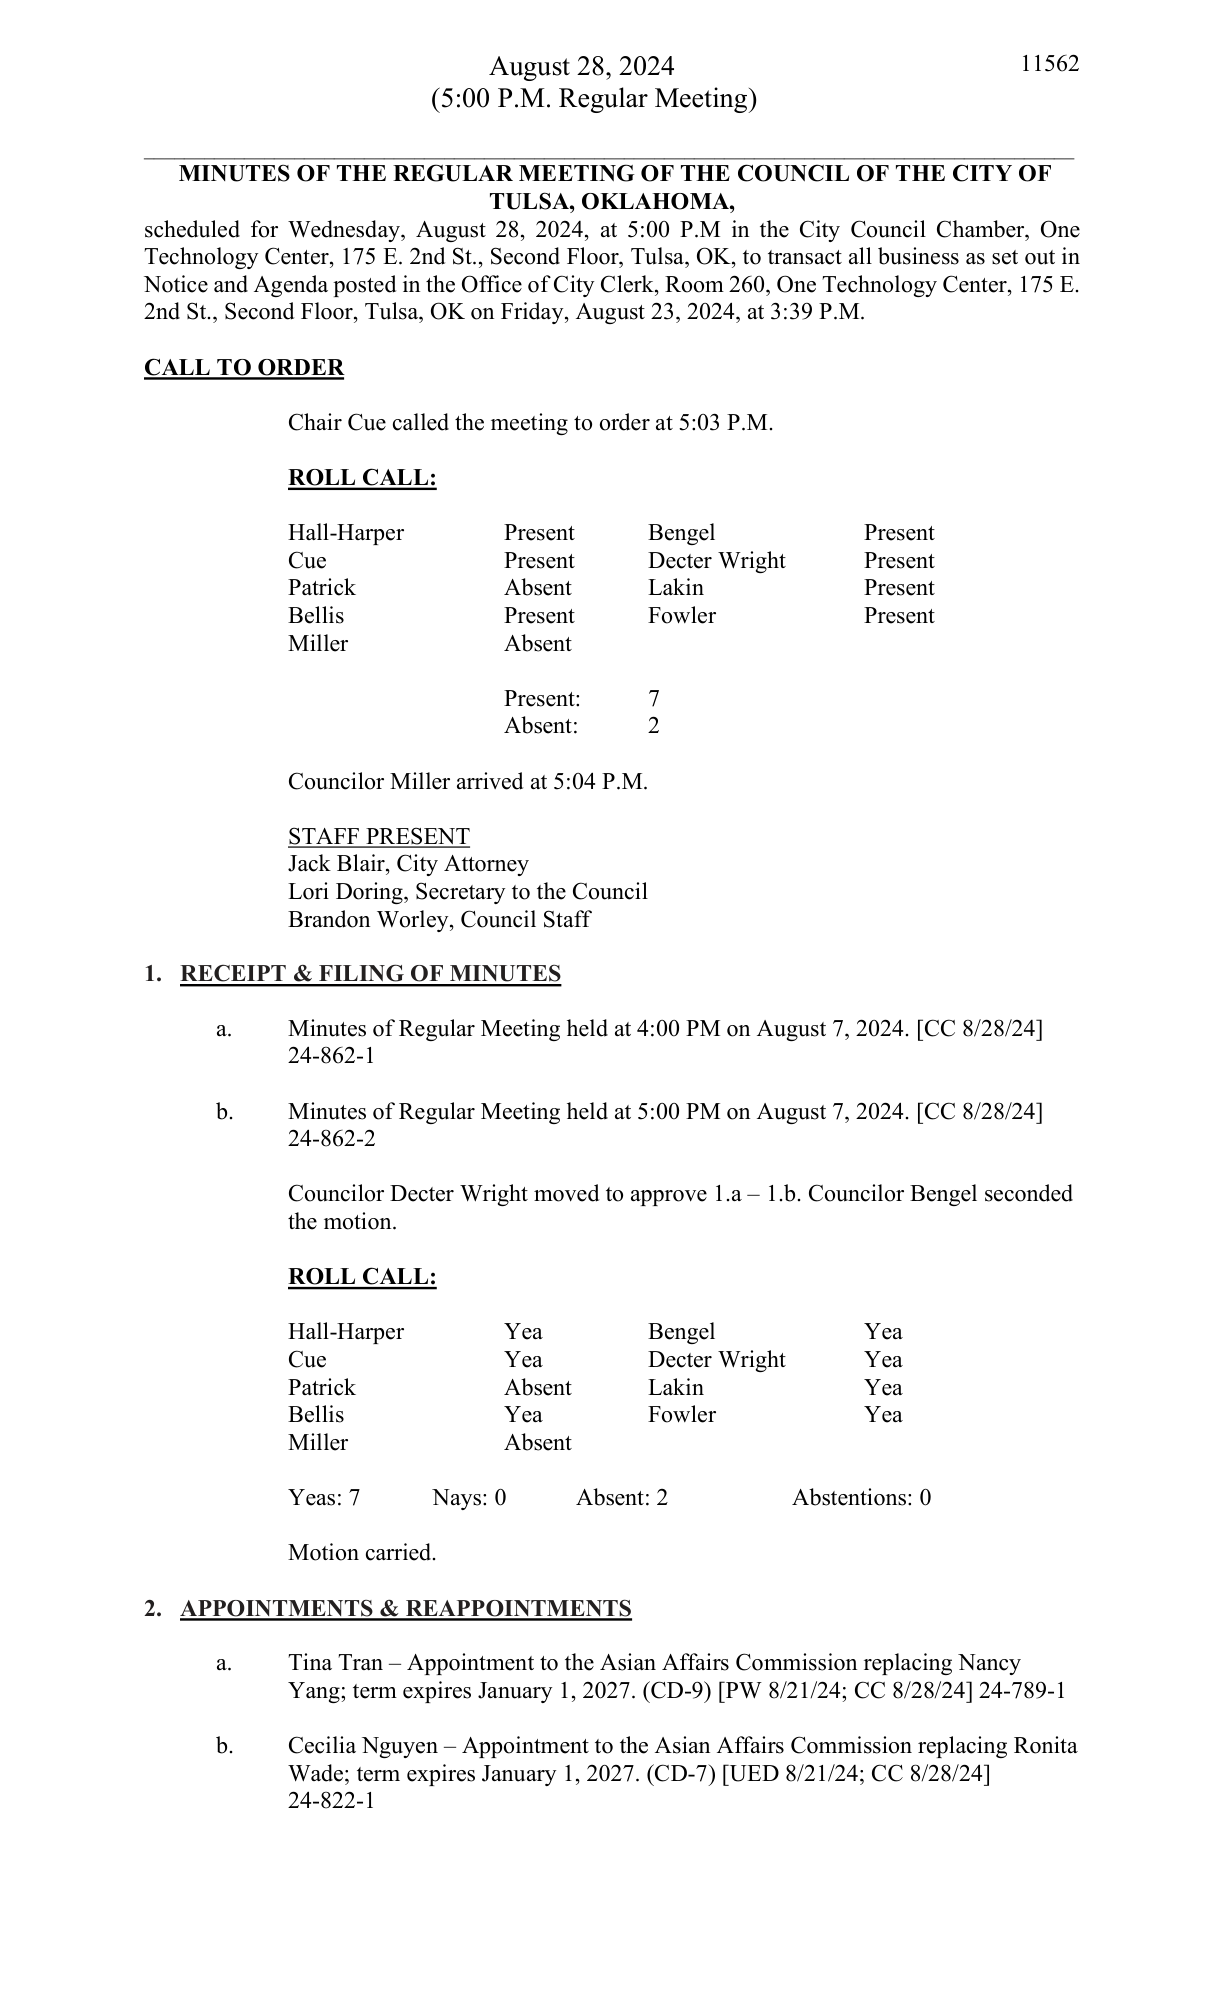 August 28, 2024
11562
(5:00 P.M. Regular Meeting)
MINUTES OF THE REGULAR MEETING OF THE COUNCIL OF THE CITY OF
TULSA, OKLAHOMA,
scheduled for Wednesday, August 28, 2024, at 5:00 P.M in the City Council Chamber, One
Technology Center, 175 E. 2nd St., Second Floor, Tulsa, OK, to transact all business as set out in
Notice and Agenda posted in the Office of City Clerk, Room 260, One Technology Center, 175 E.
2nd St., Second Floor, Tulsa, OK on Friday, August 23, 2024, at 3:39 P.M.
CALL TO ORDER
Chair Cue called the meeting to order at 5:03 P.M.
ROLL CALL:
Hall-Harper Present Bengel Present
Cue Present Decter Wright Present
Patrick Absent Lakin Present
Bellis Present Fowler Present
Miller Absent
Present: 7
Absent: 2
Councilor Miller arrived at 5:04 P.M.
STAFF PRESENT
Jack Blair, City Attorney
Lori Doring, Secretary to the Council
Brandon Worley, Council Staff
1. RECEIPT & FILING OF MINUTES
a. Minutes of Regular Meeting held at 4:00 PM on August 7, 2024. [CC 8/28/24]
24-862-1
b. Minutes of Regular Meeting held at 5:00 PM on August 7, 2024. [CC 8/28/24]
24-862-2
Councilor Decter Wright moved to approve 1.a – 1.b. Councilor Bengel seconded
the motion.
ROLL CALL:
Hall-Harper Yea Bengel Yea
Cue Yea Decter Wright Yea
Patrick Absent Lakin Yea
Bellis Yea Fowler Yea
Miller Absent
Yeas: 7 Nays: 0 Absent: 2 Abstentions: 0
Motion carried.
2. APPOINTMENTS & REAPPOINTMENTS
a. Tina Tran – Appointment to the Asian Affairs Commission replacing Nancy
Yang; term expires January 1, 2027. (CD-9) [PW 8/21/24; CC 8/28/24] 24-789-1
b. Cecilia Nguyen – Appointment to the Asian Affairs Commission replacing Ronita
Wade; term expires January 1, 2027. (CD-7) [UED 8/21/24; CC 8/28/24]
24-822-1